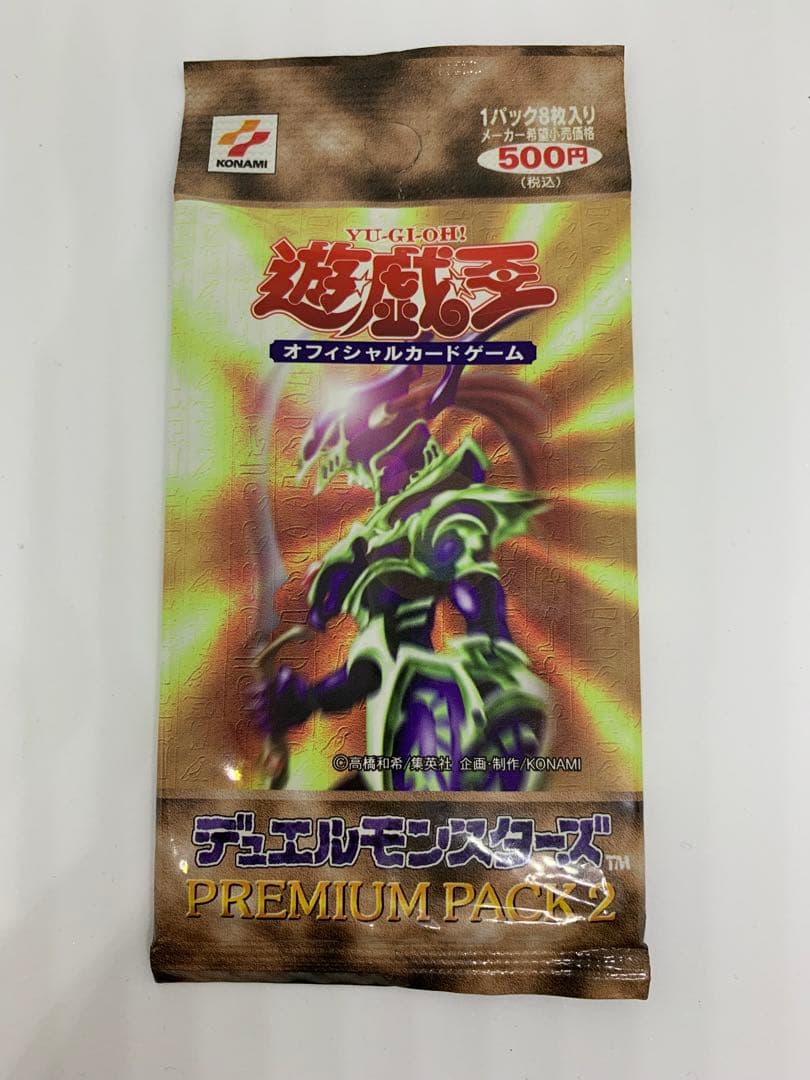 KONAMI
1パック8枚入り
メーカー希望小売価格
500円
(税込)
YU-GI-OH!
遊戯王
オフィシャルカードゲーム
©高橋和希/集英社 企画・制作/KONAMI
デュエルモンスターズ™
PREMIUM PACK 2